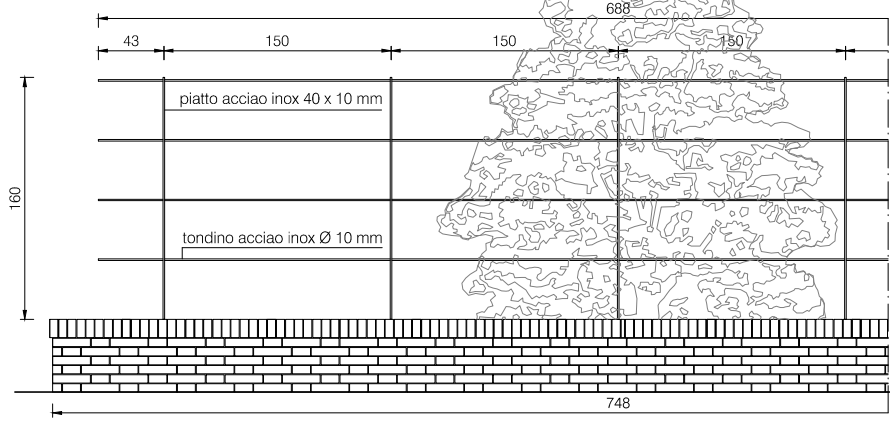 688
43 150 150 150
piatto acciao inox 40 x 10 mm
160
tondino acciao inox Ø 10 mm
748